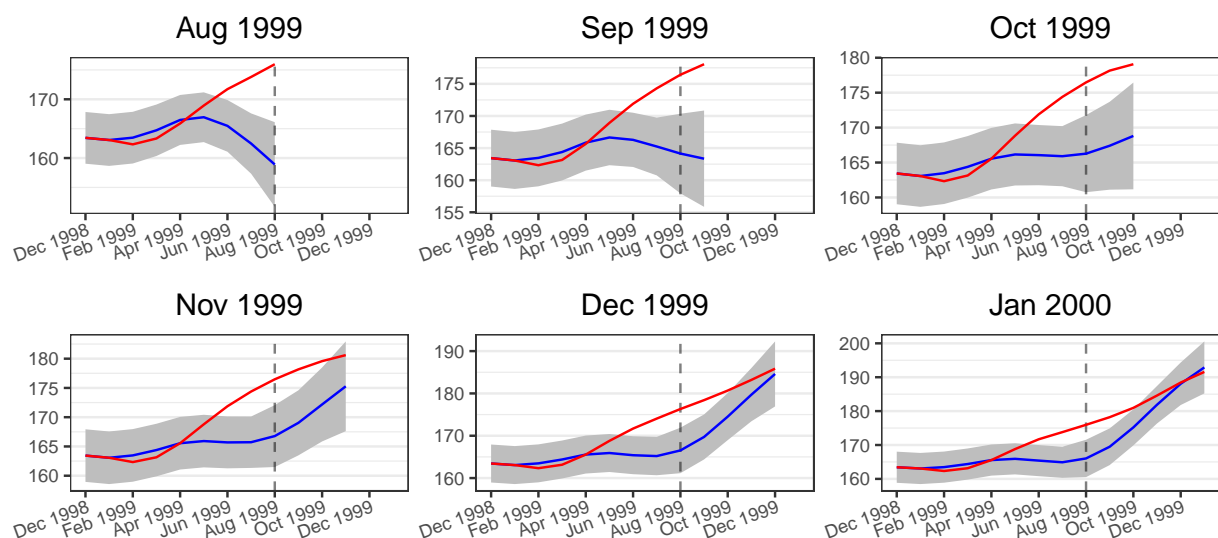 Aug 1999
Sep 1999
Oct 1999
170
160
Dec 1998
Feb 1999
Apr 1999
Jun 1999
Aug 1999
Oct 1999
Dec 1999
175
170
165
160
155
Dec 1998
Feb 1999
Apr 1999
Jun 1999
Aug 1999
Oct 1999
Dec 1999
180
175
170
165
160
Dec 1998
Feb 1999
Apr 1999
Jun 1999
Aug 1999
Oct 1999
Dec 1999
Nov 1999
Dec 1999
Jan 2000
180
175
170
165
160
Dec 1998
Feb 1999
Apr 1999
Jun 1999
Aug 1999
Oct 1999
Dec 1999
190
180
170
160
Dec 1998
Feb 1999
Apr 1999
Jun 1999
Aug 1999
Oct 1999
Dec 1999
200
190
180
170
160
Dec 1998
Feb 1999
Apr 1999
Jun 1999
Aug 1999
Oct 1999
Dec 1999